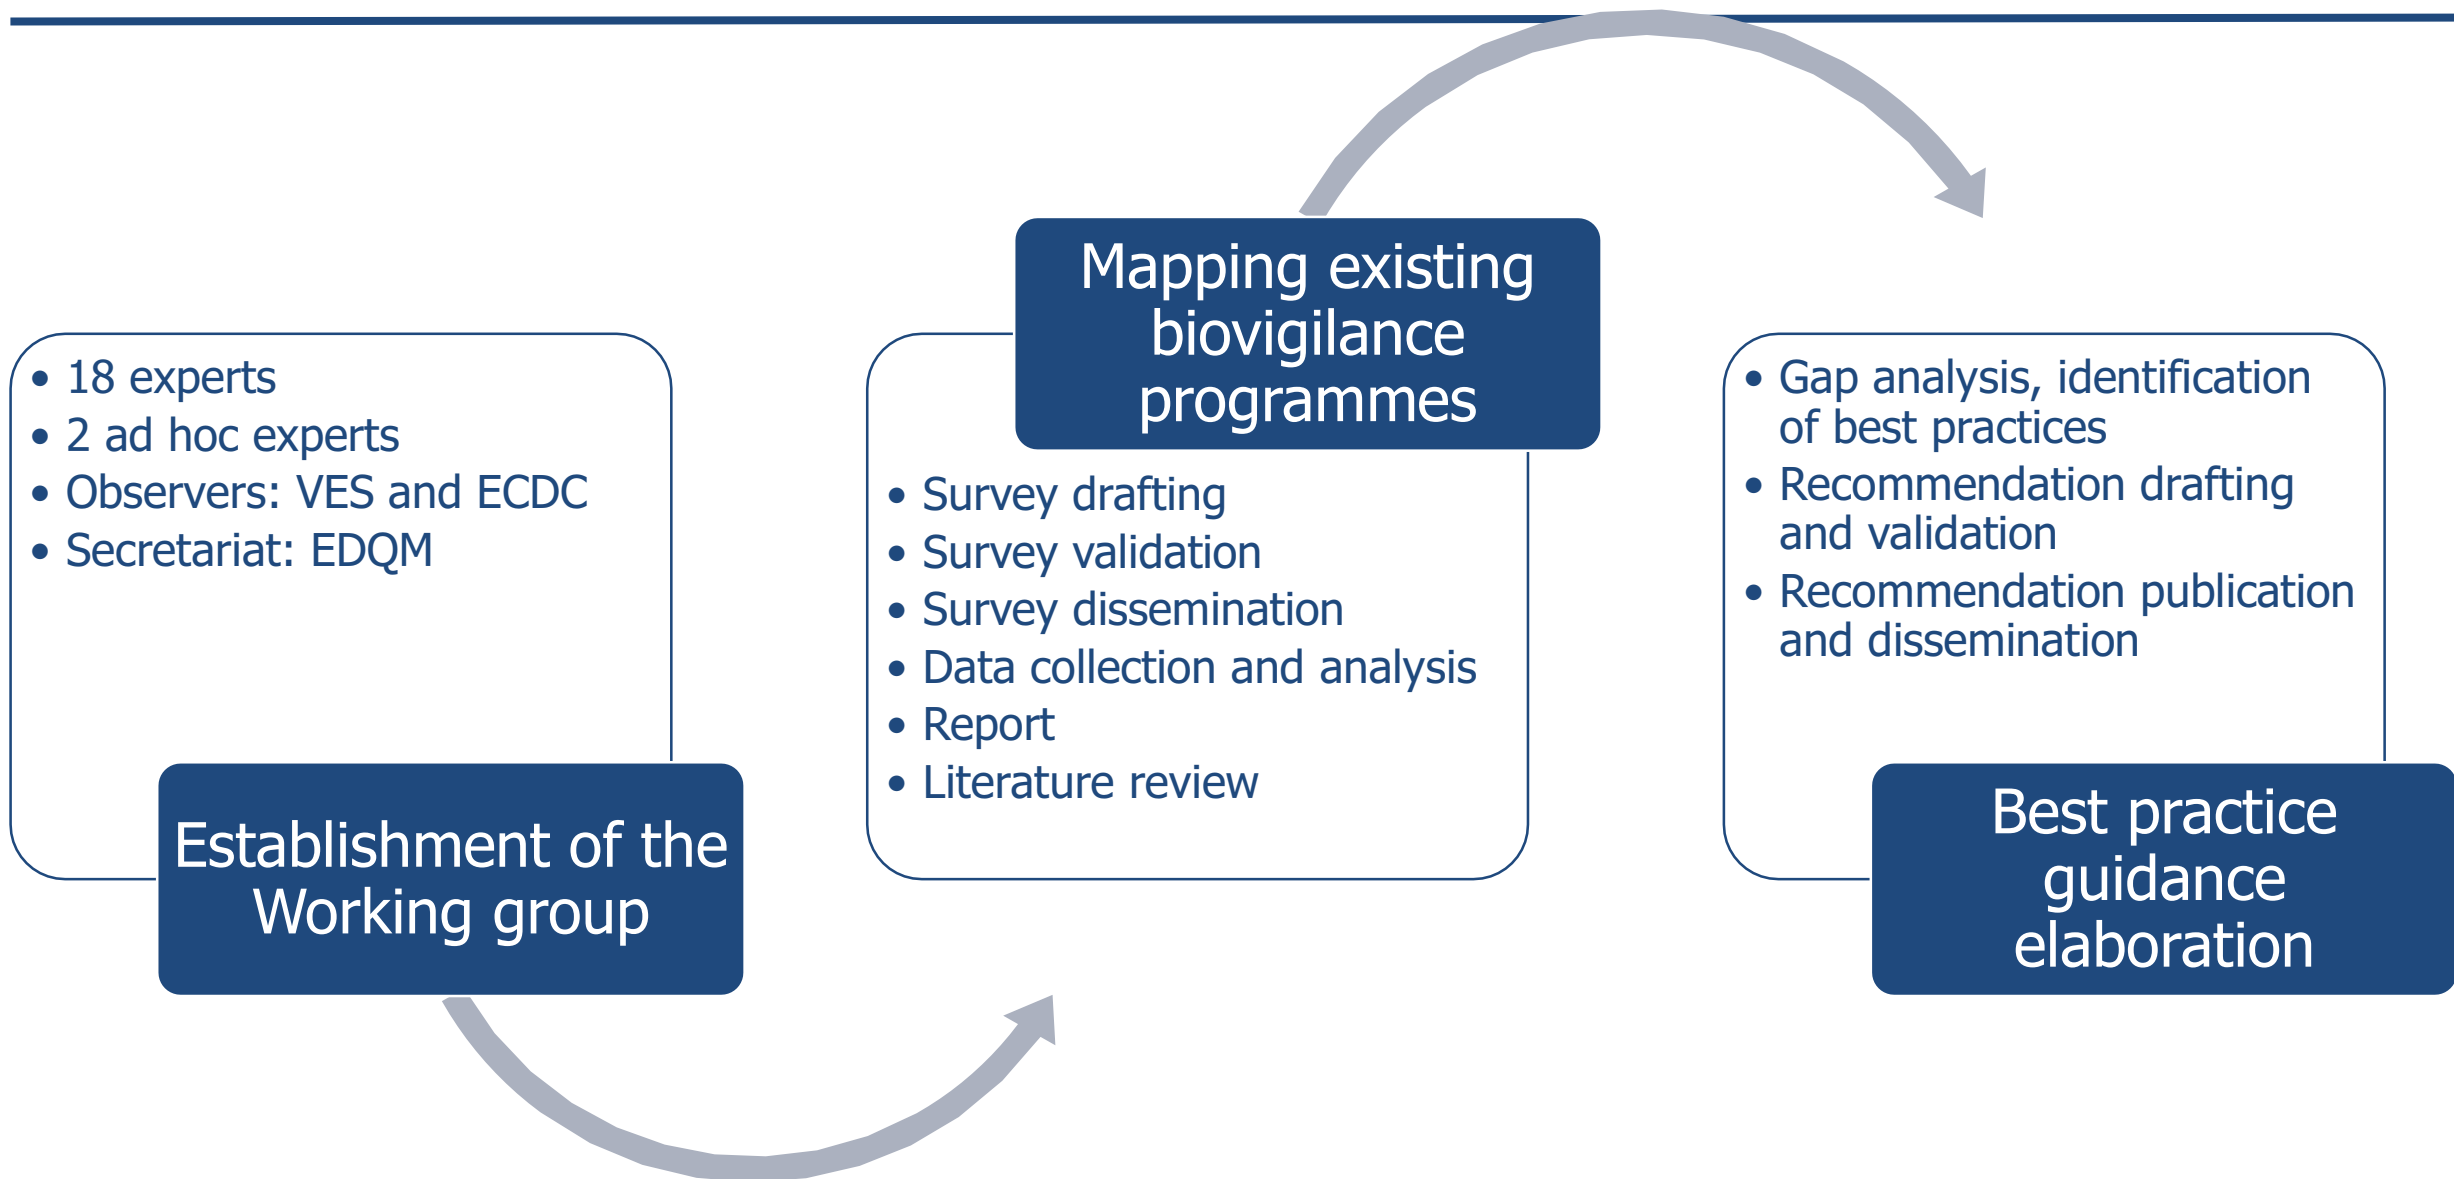 • 18 experts
• 2 ad hoc experts
• Observers: VES and ECDC
• Secretariat: EDQM
Establishment of the
Working group
Mapping existing
biovigilance
programmes
• Survey drafting
• Survey validation
• Survey dissemination
• Data collection and analysis
• Report
• Literature review
• Gap analysis, identification
of best practices
• Recommendation drafting
and validation
• Recommendation publication
and dissemination
Best practice
guidance
elaboration